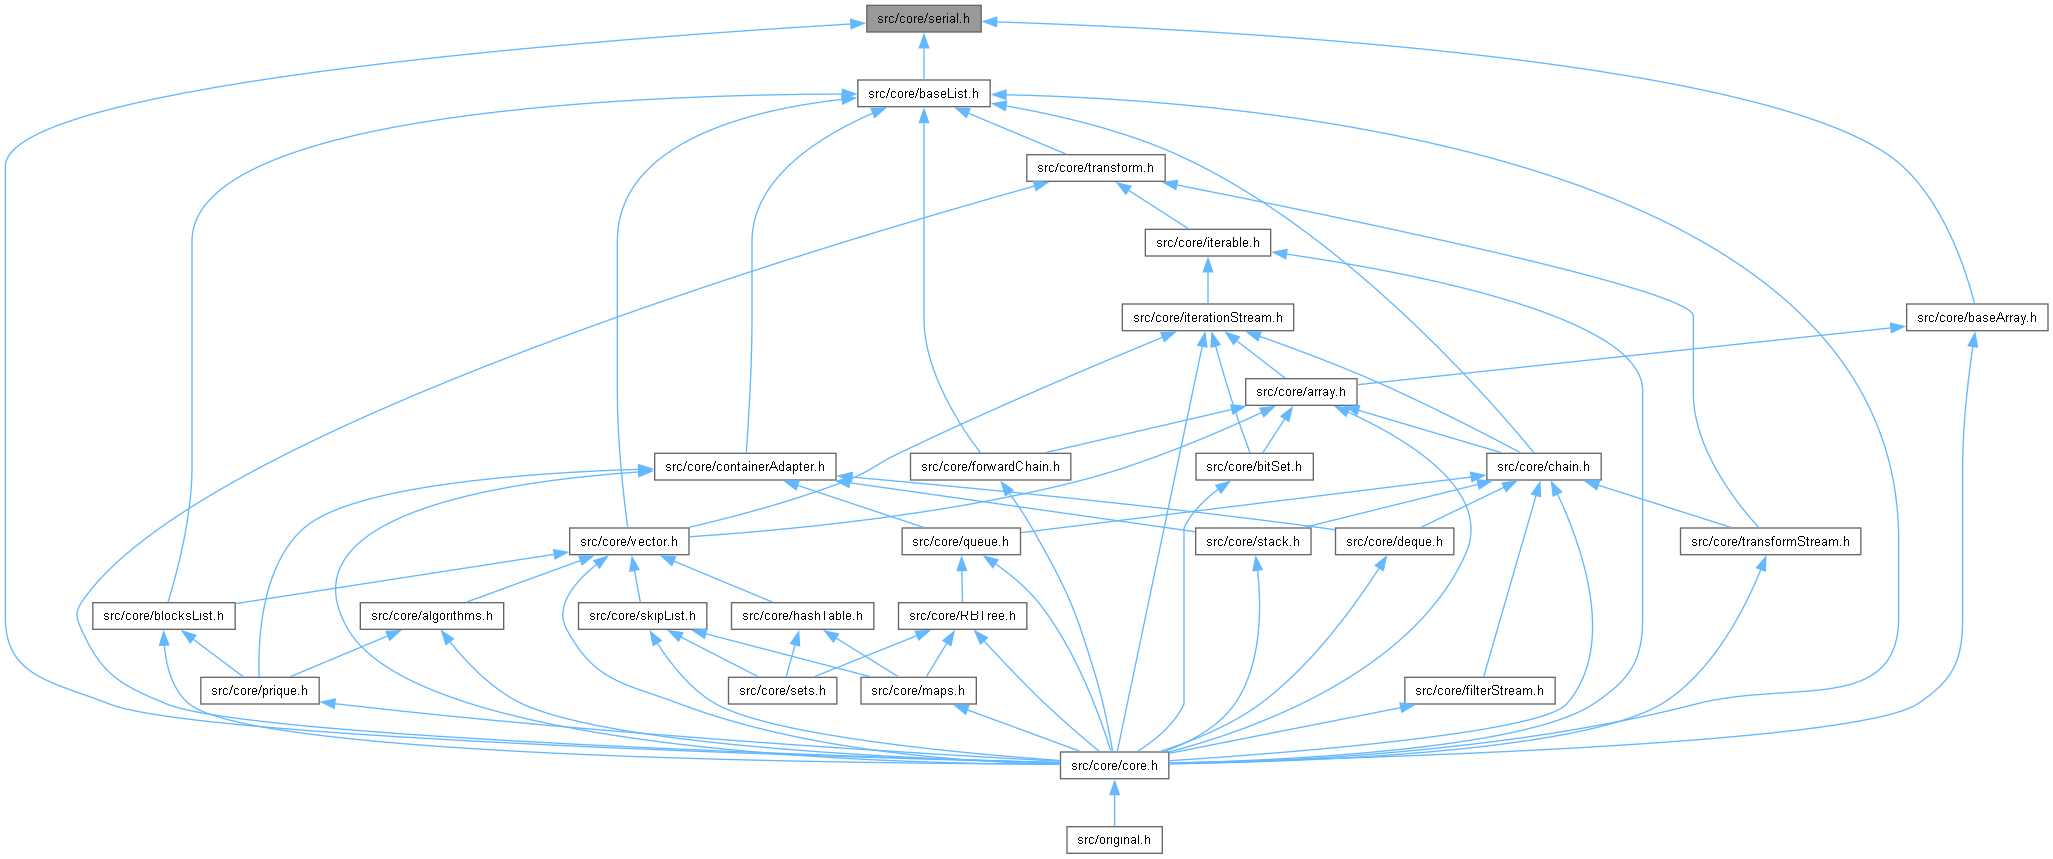 src/core/serial.h
src/core/baseList.h
src/core/transform.h
src/core/iterable.h
src/core/iterationStream.h
src/core/baseArray.h
src/core/array.h
src/core/containerAdapter.h
src/core/forwardChain.h
src/core/bitSet.h
src/core/chain.h
src/core/vector.h
src/core/queue.h
src/core/stack.h
src/core/deque.h
src/core/transformStream.h
src/core/blocksList.h
src/core/algorithms.h
src/core/skipList.h
src/core/hashTable.h
src/core/RBTree.h
src/core/prique.h
src/core/sets.h
src/core/maps.h
src/core/filterStream.h
src/core/core.h
src/original.h